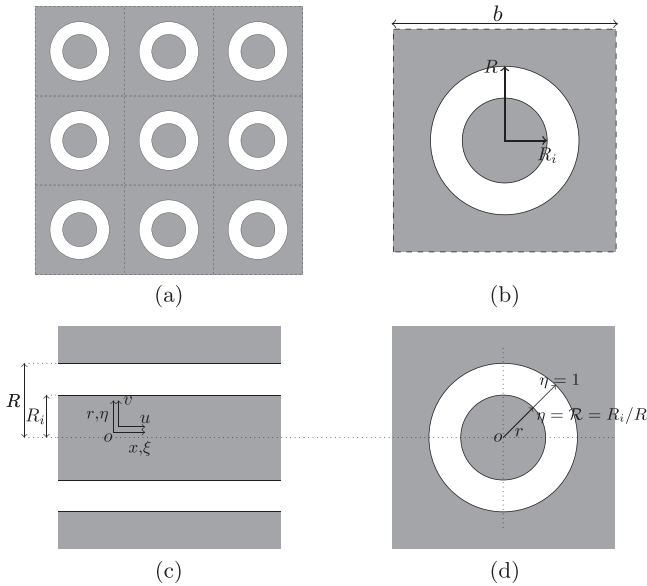 b
R
R_i
(a)
(b)
R
R_i
r,η
v
u
o
x,ξ
η = 1
η = ℛ = R_i/R
o
r
(c)
(d)